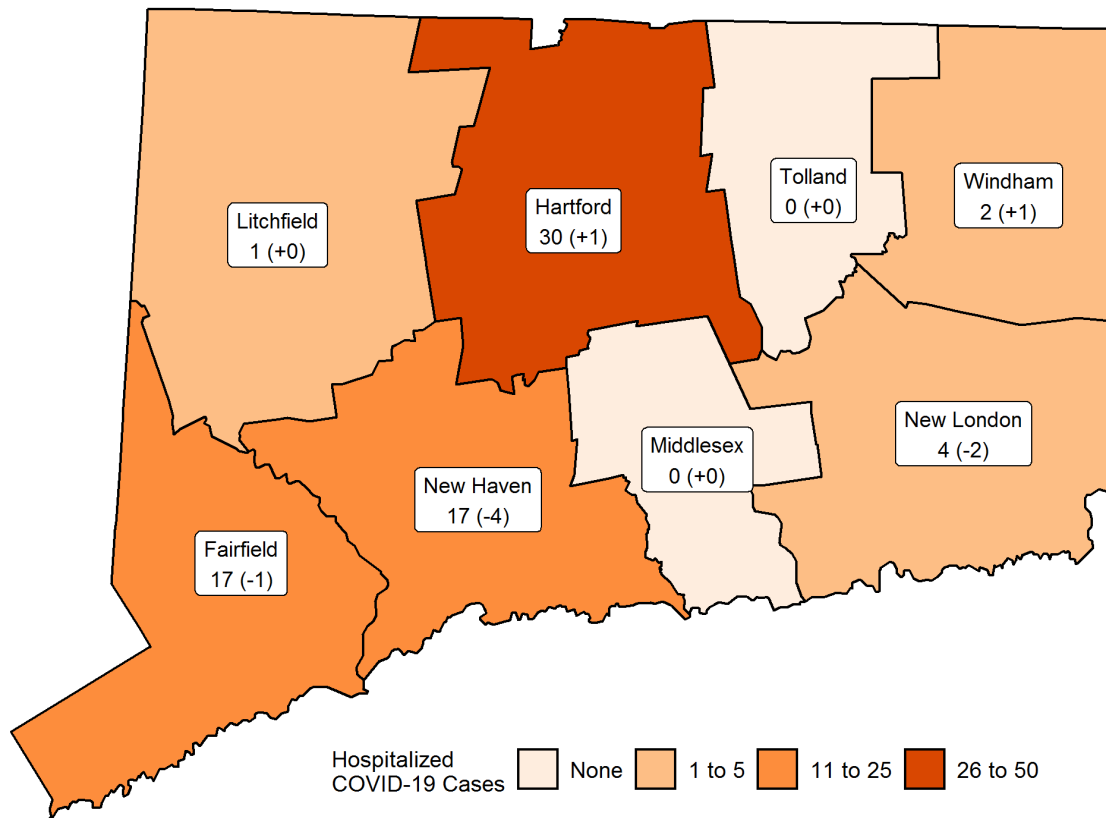 Tolland
0 (+0)
Windham
2 (+1)
Hartford
30 (+1)
Litchfield
1 (+0)
New London
4 (-2)
Middlesex
0 (+0)
New Haven
17 (-4)
Fairfield
17 (-1)
Hospitalized
COVID-19 Cases
None
1 to 5
11 to 25
26 to 50